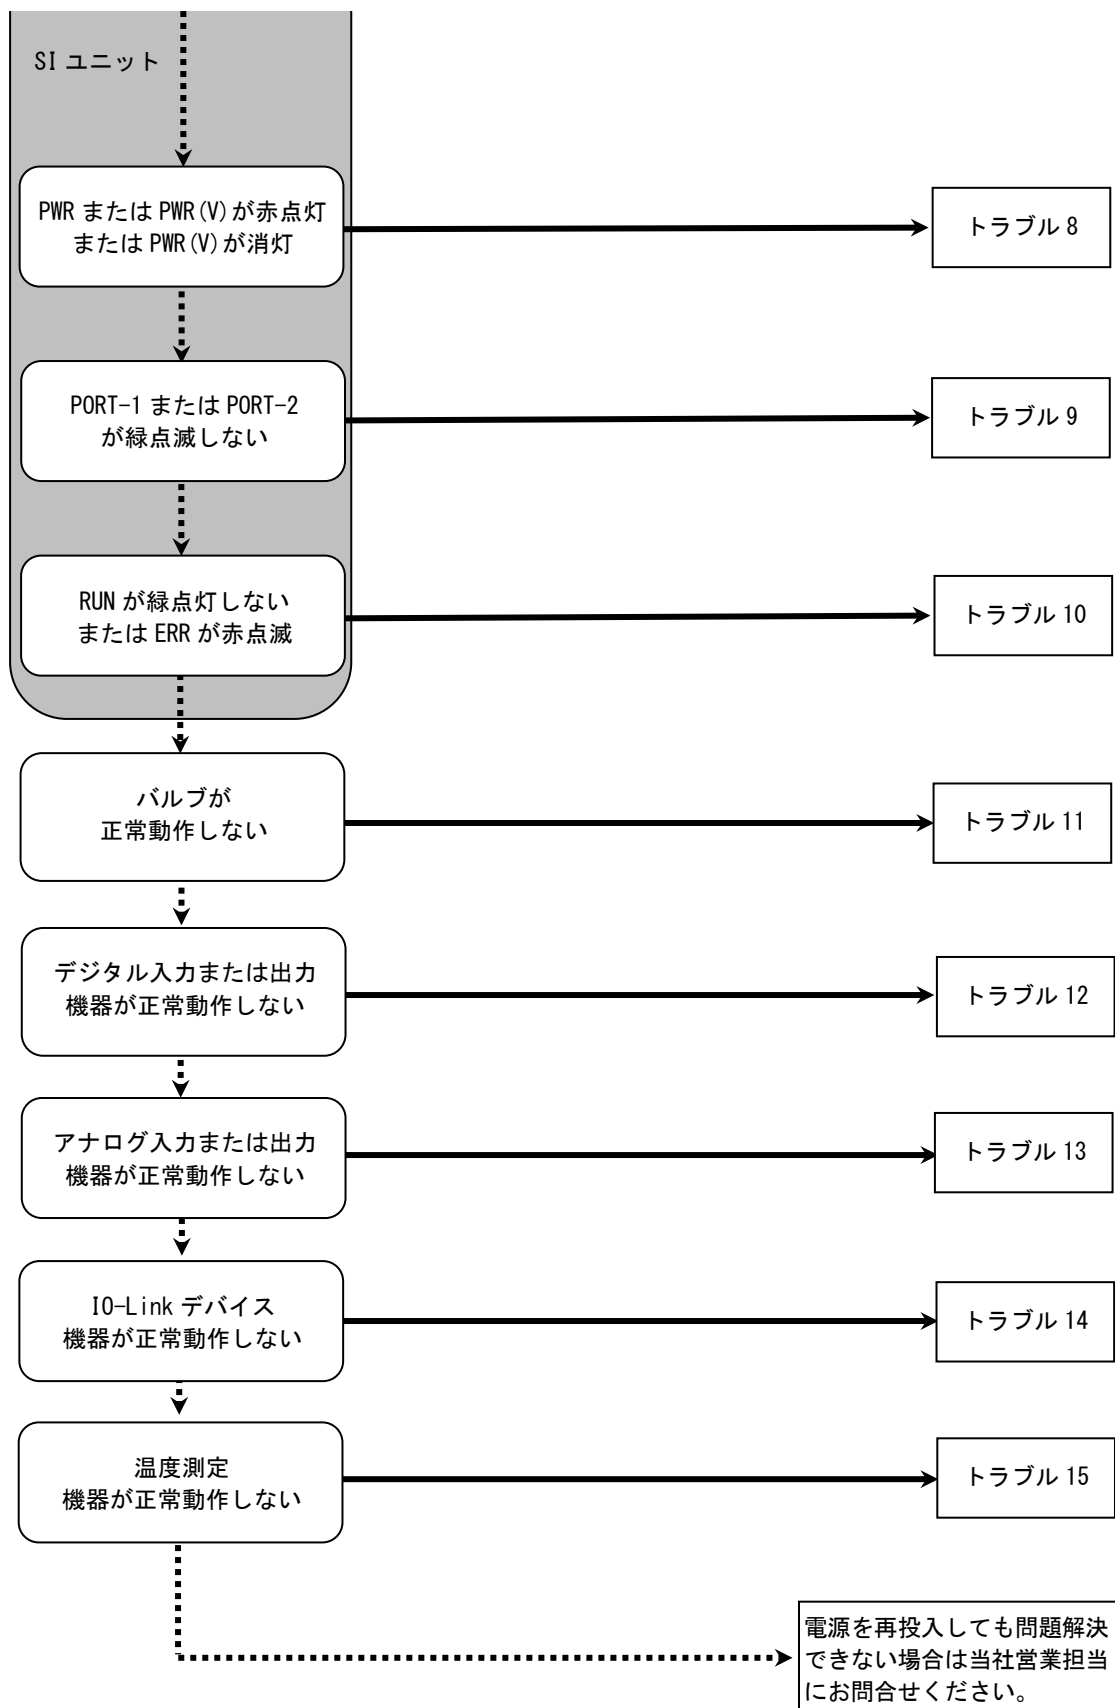 SI ユニット
PWR または PWR(V)が赤点灯
または PWR(V)が消灯
トラブル 8
PORT-1 または PORT-2
が緑点滅しない
トラブル 9
RUN が緑点灯しない
または ERR が赤点滅
トラブル 10
バルブが
正常動作しない
トラブル 11
デジタル入力または出力
機器が正常動作しない
トラブル 12
アナログ入力または出力
機器が正常動作しない
トラブル 13
IO-Link デバイス
機器が正常動作しない
トラブル 14
温度測定
機器が正常動作しない
トラブル 15
電源を再投入しても問題解決
できない場合は当社営業担当
にお問合せください。